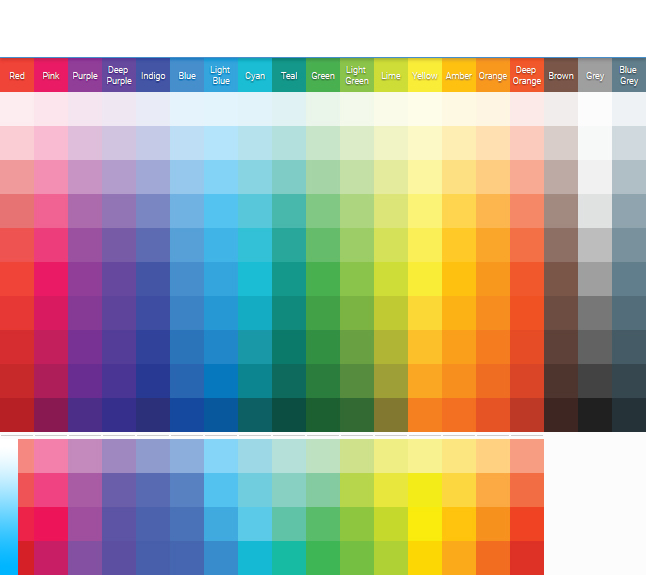 Red
Pink
Purple
Deep
Purple
Indigo
Blue
Light
Blue
Cyan
Teal
Green
Light
Green
Lime
Yellow
Amber
Orange
Deep
Orange
Brown
Grey
Blue
Grey